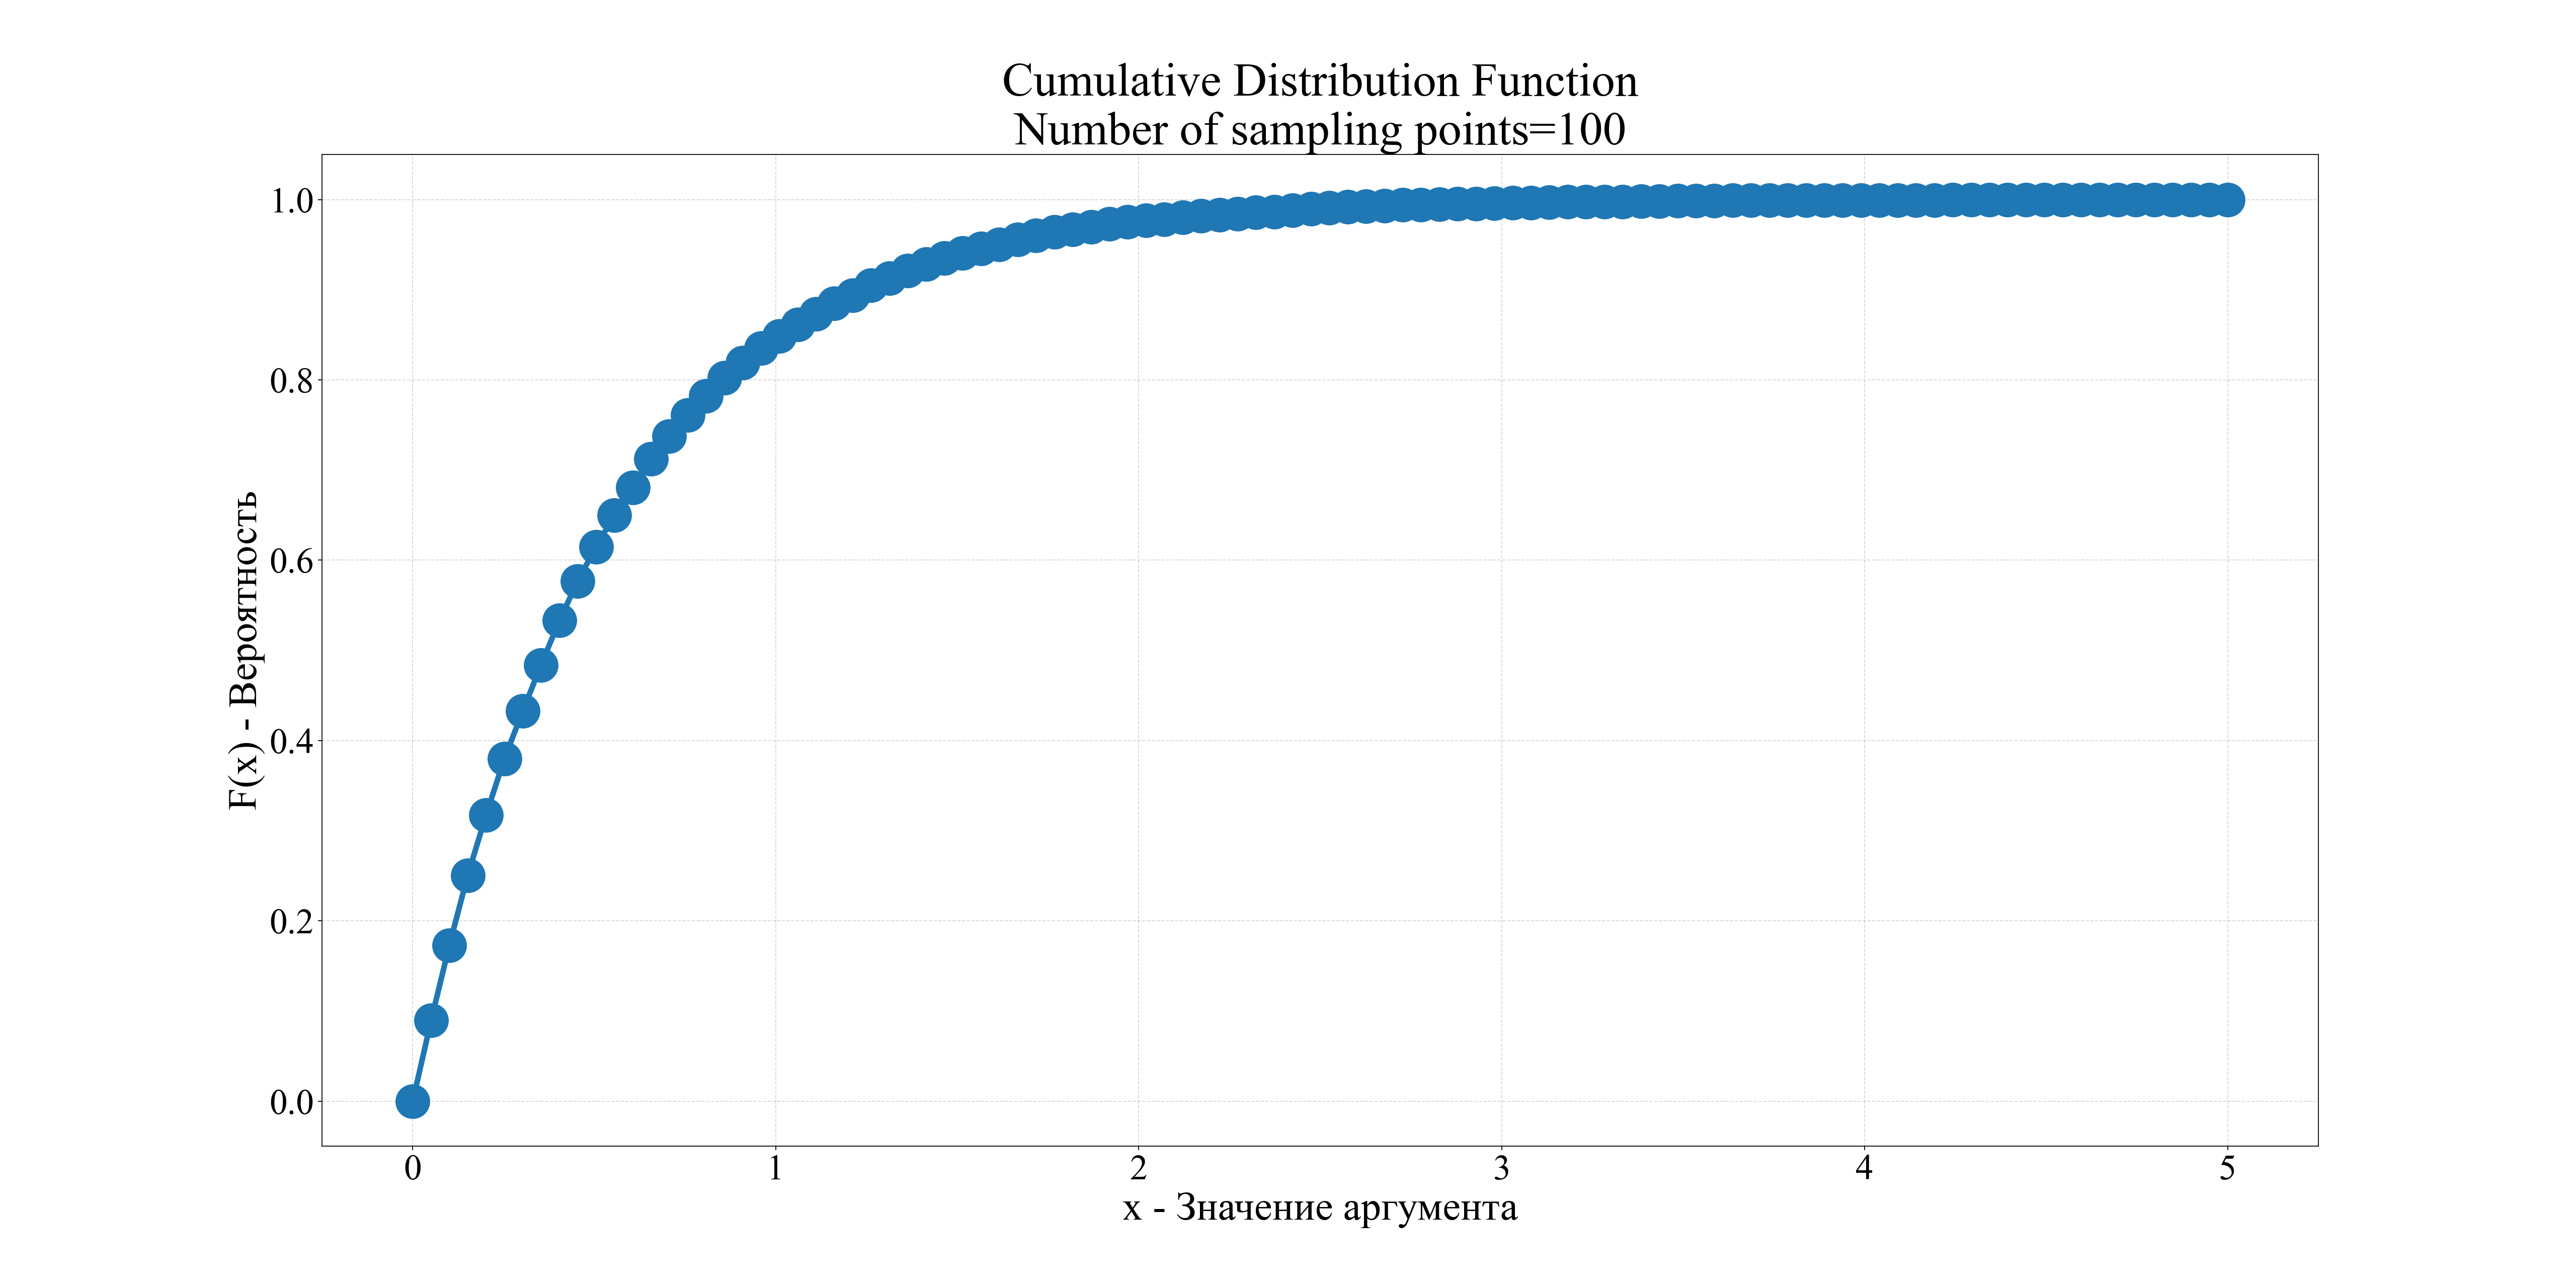 Cumulative Distribution Function
Number of sampling points=100
F(x) - Вероятность
1.0
0.8
0.6
0.4
0.2
0.0
0 1 2 3 4 5
x - Значение аргумента